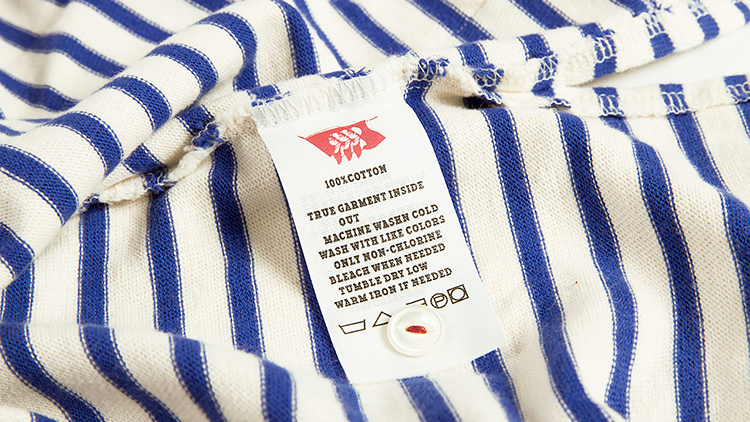 100%COTTON
TRUE GARMENT INSIDE
OUT
MACHINE WASHN COLD
WASH WITH LIKE COLORS
ONLY NON-CHLORINE
BLEACH WHEN NEEDED
TUMBLE DRY LOW
WARM IRON IF NEEDED